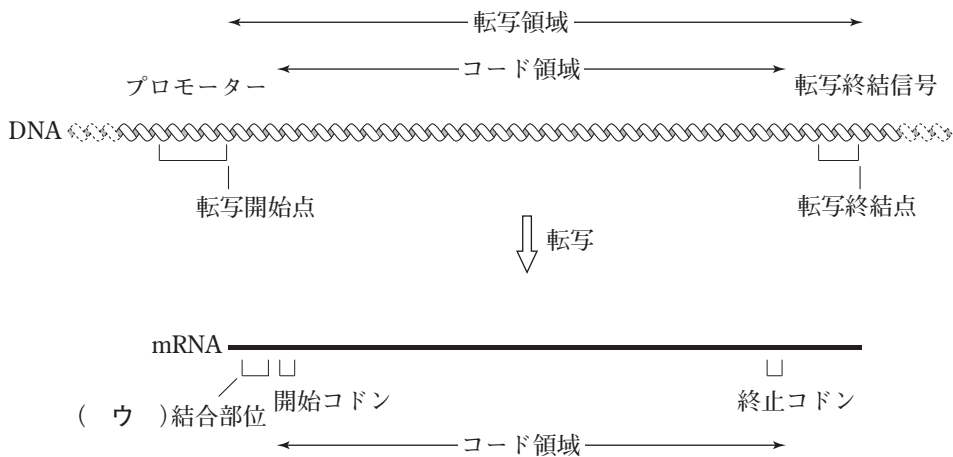 転写領域
コード領域
プロモーター
転写終結信号
DNA
転写開始点
転写終結点
転写
mRNA
開始コドン
終止コドン
( ウ )結合部位
コード領域